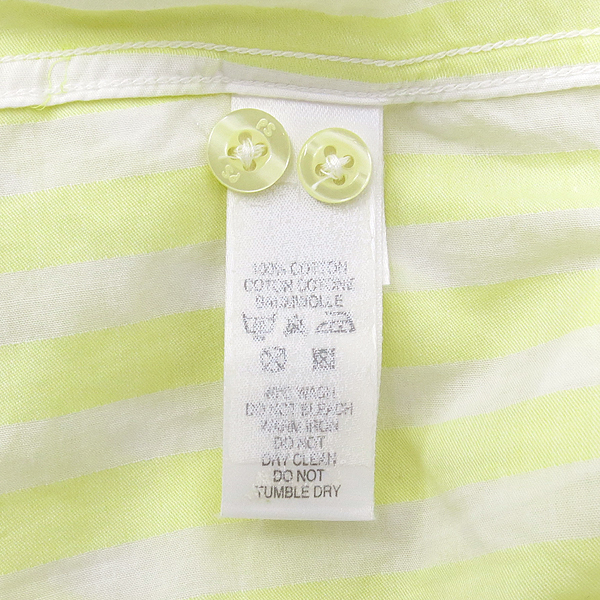 100% COTTON
COTON COTONE
BAUMWOLLE
WASH
DO NOT BLEACH
WARM IRON
DO NOT
DRY CLEAN
DO NOT
TUMBLE DRY